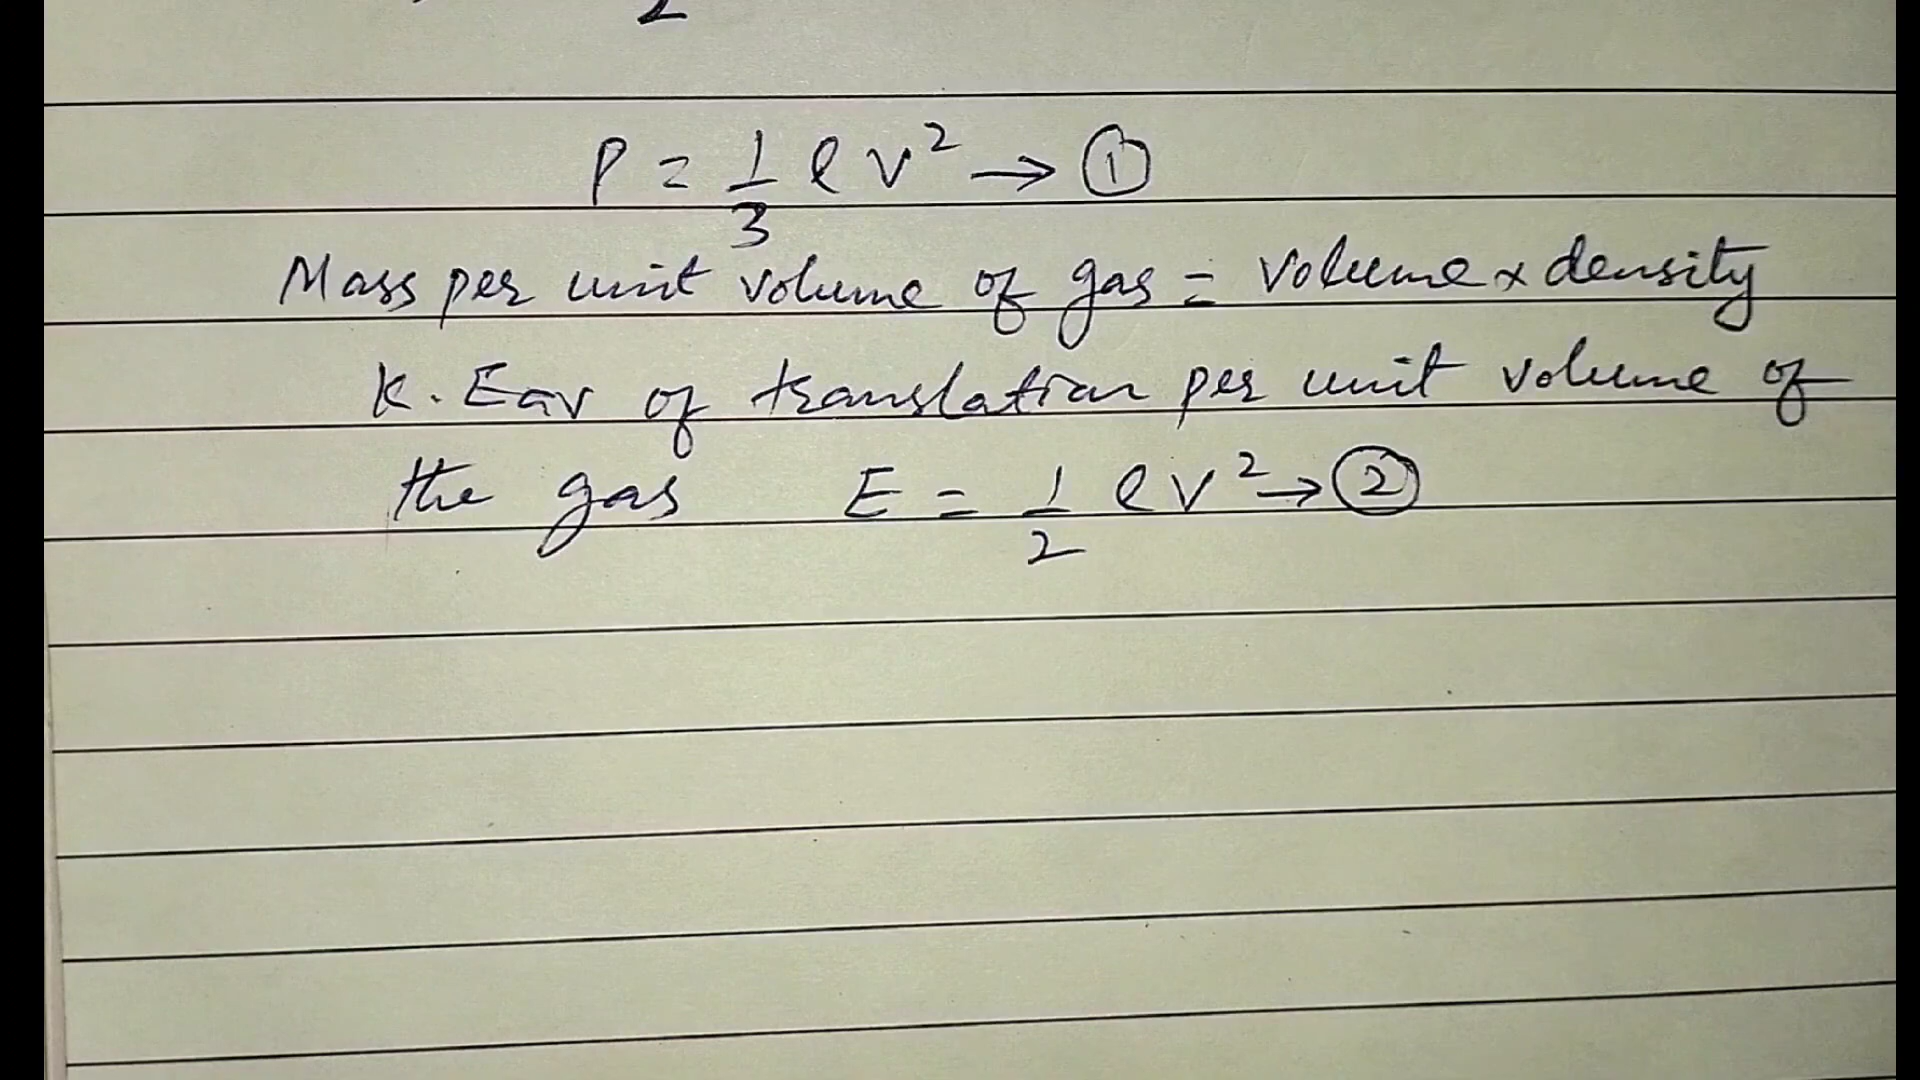 2
P = 1/3 ρ v² → ①
Mass per unit volume of gas = volume × density
K. Eav of translation per unit volume of
the gas E = 1/2 ρ v² → ②